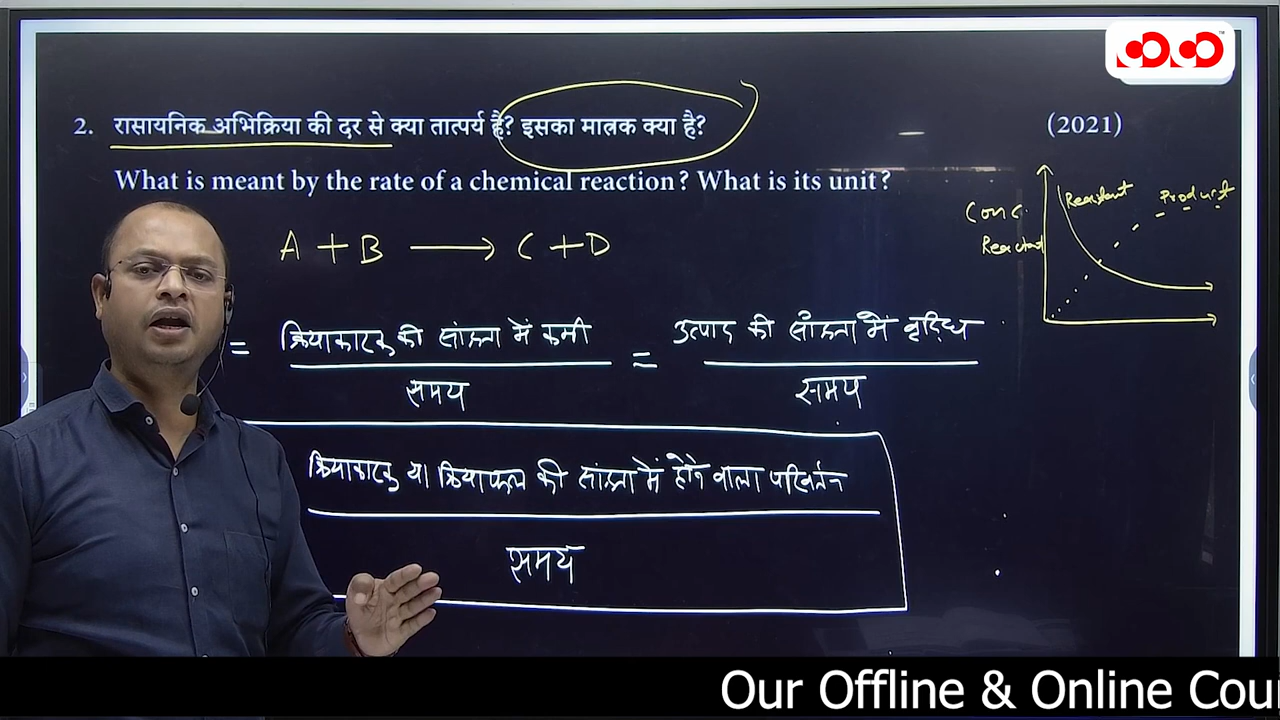 2. रासायनिक अभिक्रिया की दर से क्या तात्पर्य है? इसका मात्रक क्या है? (2021)
What is meant by the rate of a chemical reaction? What is its unit?
A + B ⟶ C + D
Conc.
Reactant
Reactant
Product
= क्रियाकारक की सांद्रता में कमी / समय = उत्पाद की सांद्रता में वृद्धि / समय
क्रियाकारक या क्रियाफल की सांद्रता में होने वाला परिवर्तन
समय
Our Offline & Online Cou